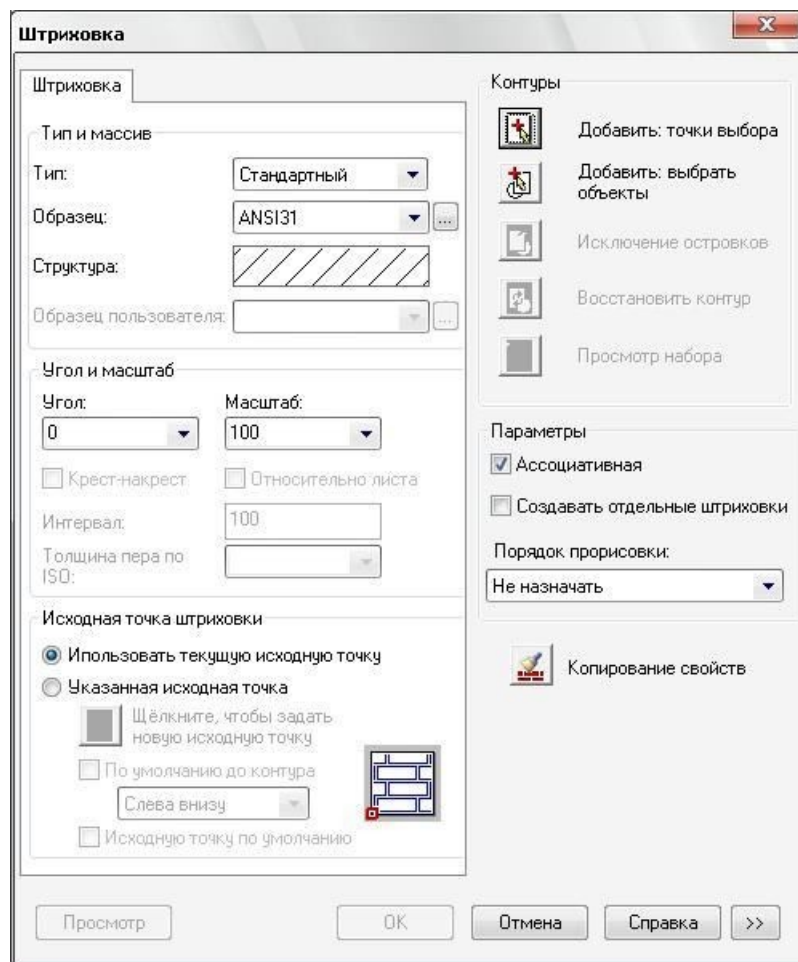 Штриховка
Штриховка
Тип и массив
Тип:
Стандартный
Образец:
ANSI31
...
Структура:
Образец пользователя:
...
Угол и масштаб
Угол:
Масштаб:
0
100
Крест-накрест
Относительно листа
Интервал:
100
Толщина пера по
ISO:
Исходная точка штриховки
Ипользовать текущую исходную точку
Указанная исходная точка
Щёлкните, чтобы задать
новую исходную точку
По умолчанию до контура
Слева внизу
Исходную точку по умолчанию
Контуры
Добавить: точки выбора
Добавить: выбрать
объекты
Исключение островков
Восстановить контур
Просмотр набора
Параметры
Ассоциативная
Создавать отдельные штриховки
Порядок прорисовки:
Не назначать
Копирование свойств
Просмотр
OK
Отмена
Справка
>>